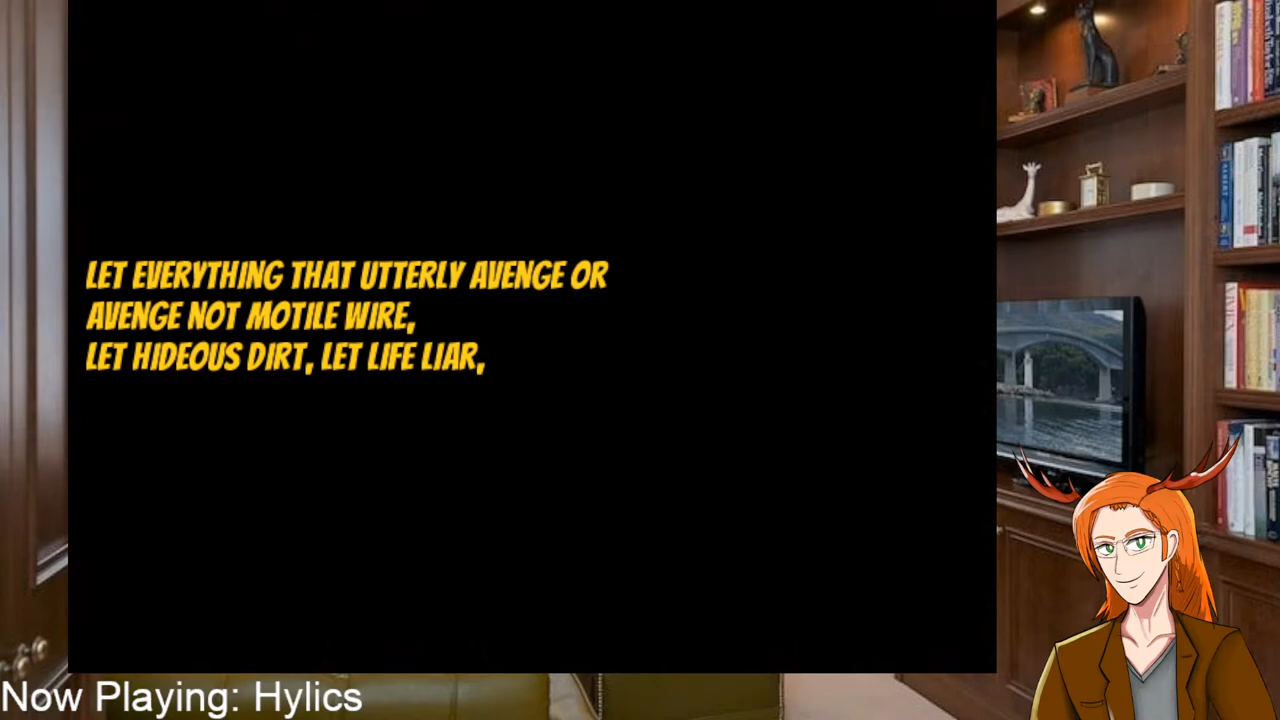 LET EVERYTHING THAT UTTERLY AVENGE OR
AVENGE NOT MOTILE WIRE,
LET HIDEOUS DIRT, LET LIFE LIAR,
Now Playing: Hylics